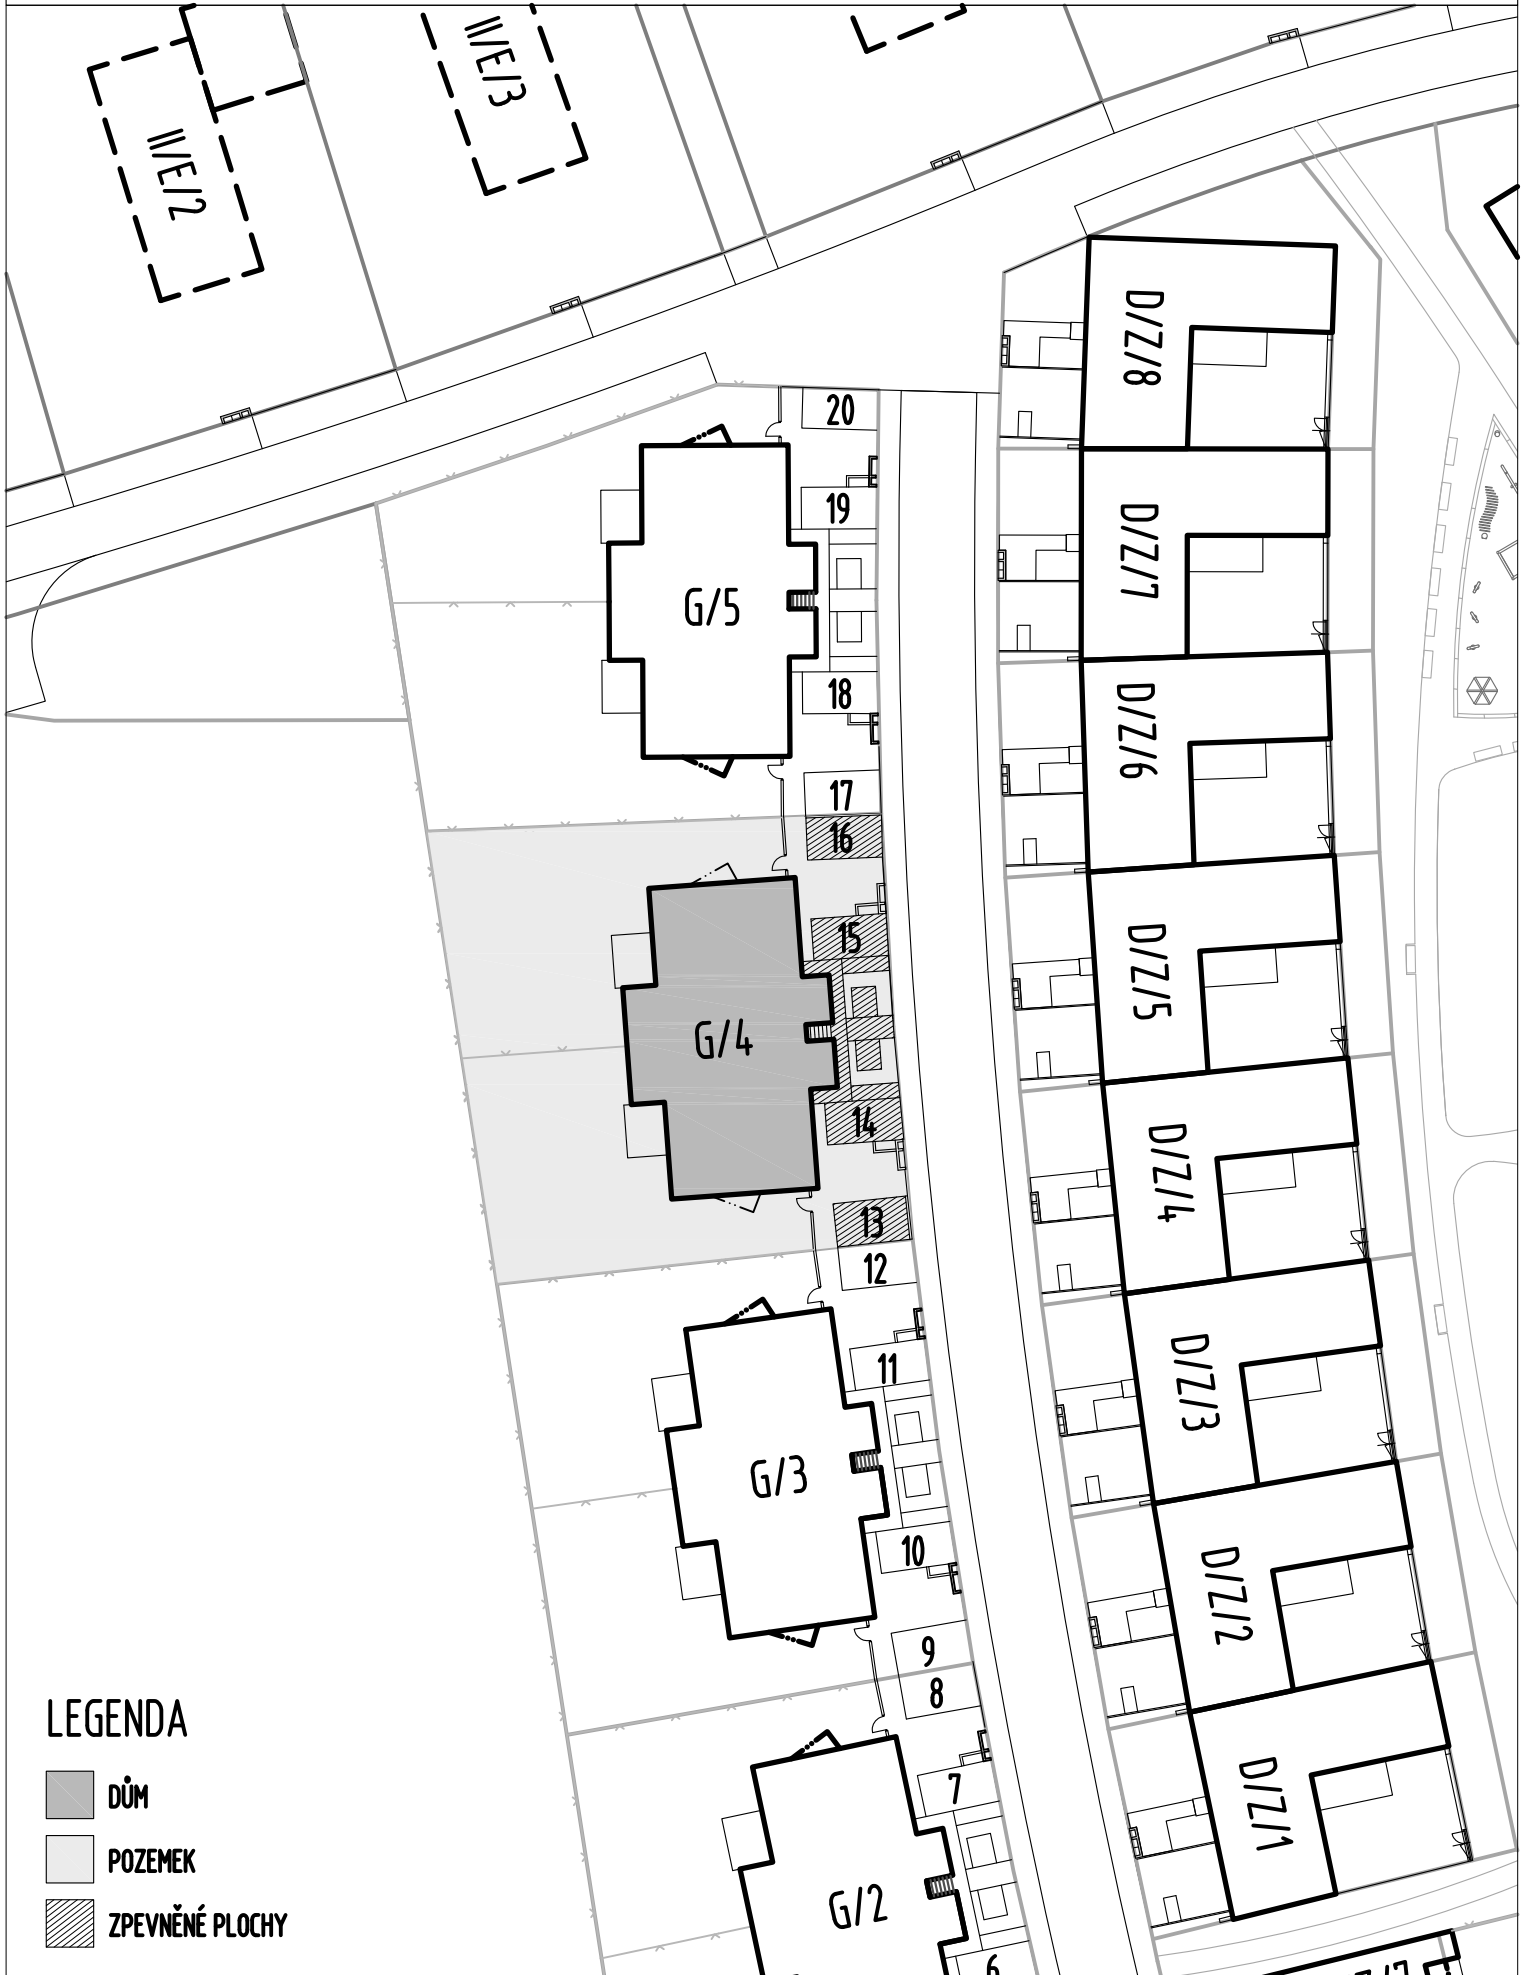 II/E/2
II/E/3
D/Z/8
20
19
G/5
D/Z/7
18
D/Z/6
17
16
15
D/Z/5
G/4
14
D/Z/4
13
12
11
D/Z/3
G/3
10
D/Z/2
9
8
7
D/Z/1
G/2
6
LEGENDA
DŮM
POZEMEK
ZPEVNĚNÉ PLOCHY